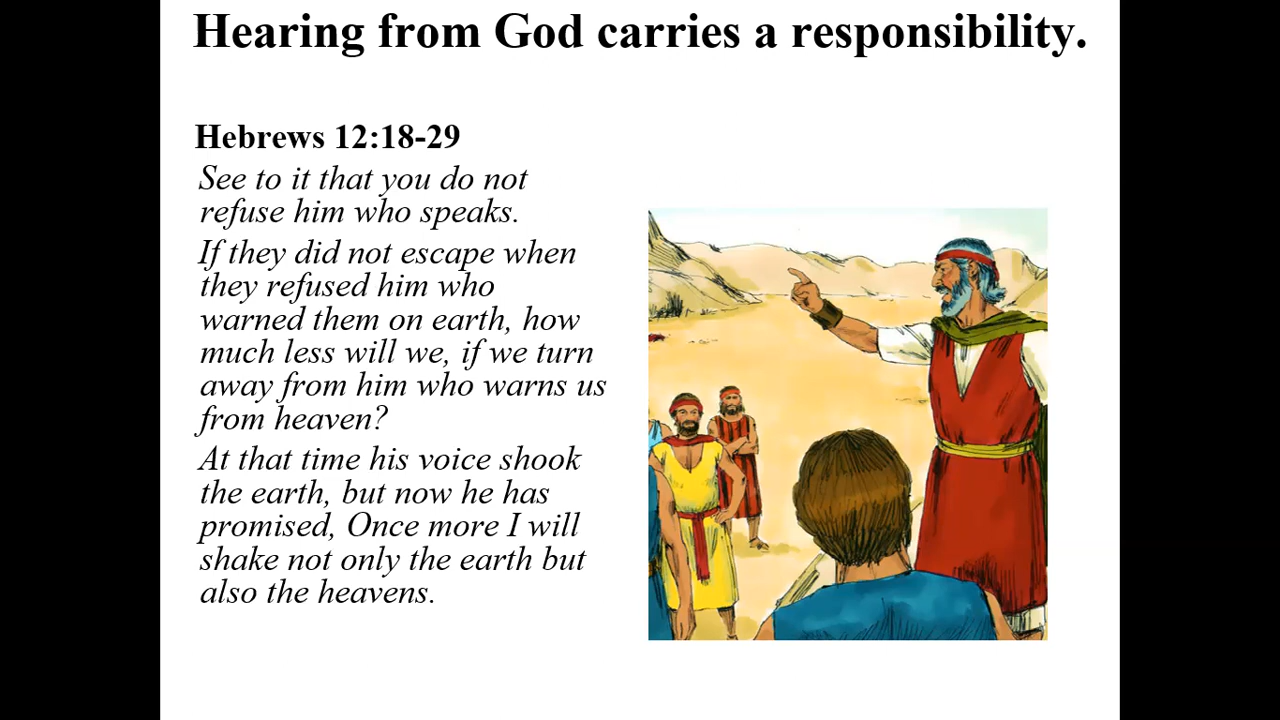 Hearing from God carries a responsibility.
Hebrews 12:18-29
See to it that you do not
refuse him who speaks.
If they did not escape when
they refused him who
warned them on earth, how
much less will we, if we turn
away from him who warns us
from heaven?
At that time his voice shook
the earth, but now he has
promised, Once more I will
shake not only the earth but
also the heavens.